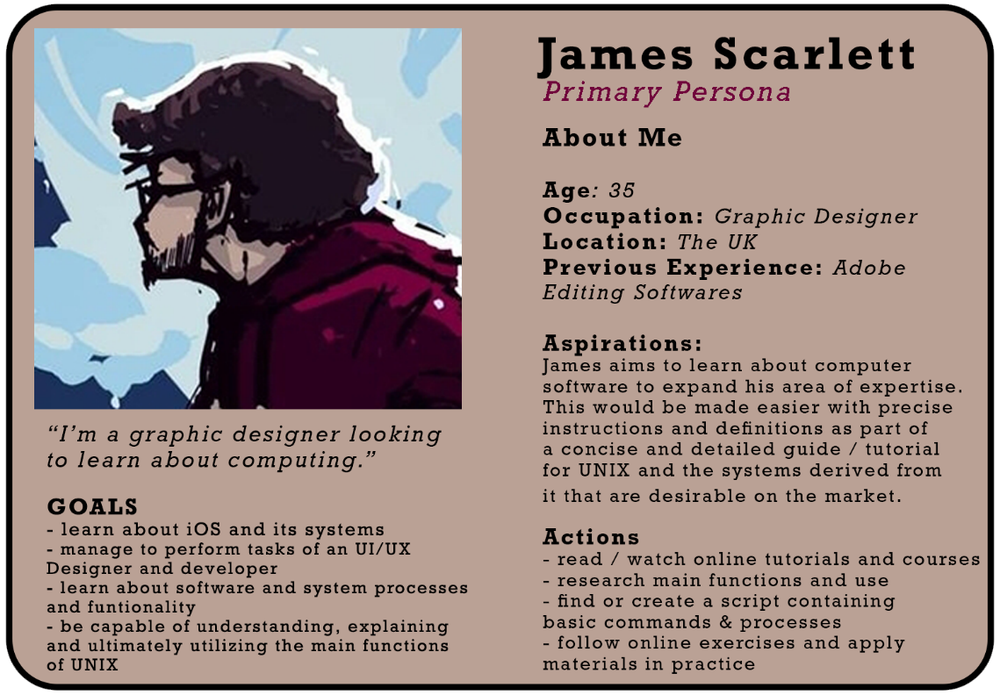 James Scarlett
Primary Persona
About Me
Age: 35
Occupation: Graphic Designer
Location: The UK
Previous Experience: Adobe
Editing Softwares
Aspirations:
James aims to learn about computer
software to expand his area of expertise.
This would be made easier with precise
instructions and definitions as part of
a concise and detailed guide / tutorial
for UNIX and the systems derived from
it that are desirable on the market.
Actions
- read / watch online tutorials and courses
- research main functions and use
- find or create a script containing
basic commands & processes
- follow online exercises and apply
materials in practice
“I’m a graphic designer looking
to learn about computing.”
GOALS
- learn about iOS and its systems
- manage to perform tasks of an UI/UX
Designer and developer
- learn about software and system processes
and funtionality
- be capable of understanding, explaining
and ultimately utilizing the main functions
of UNIX